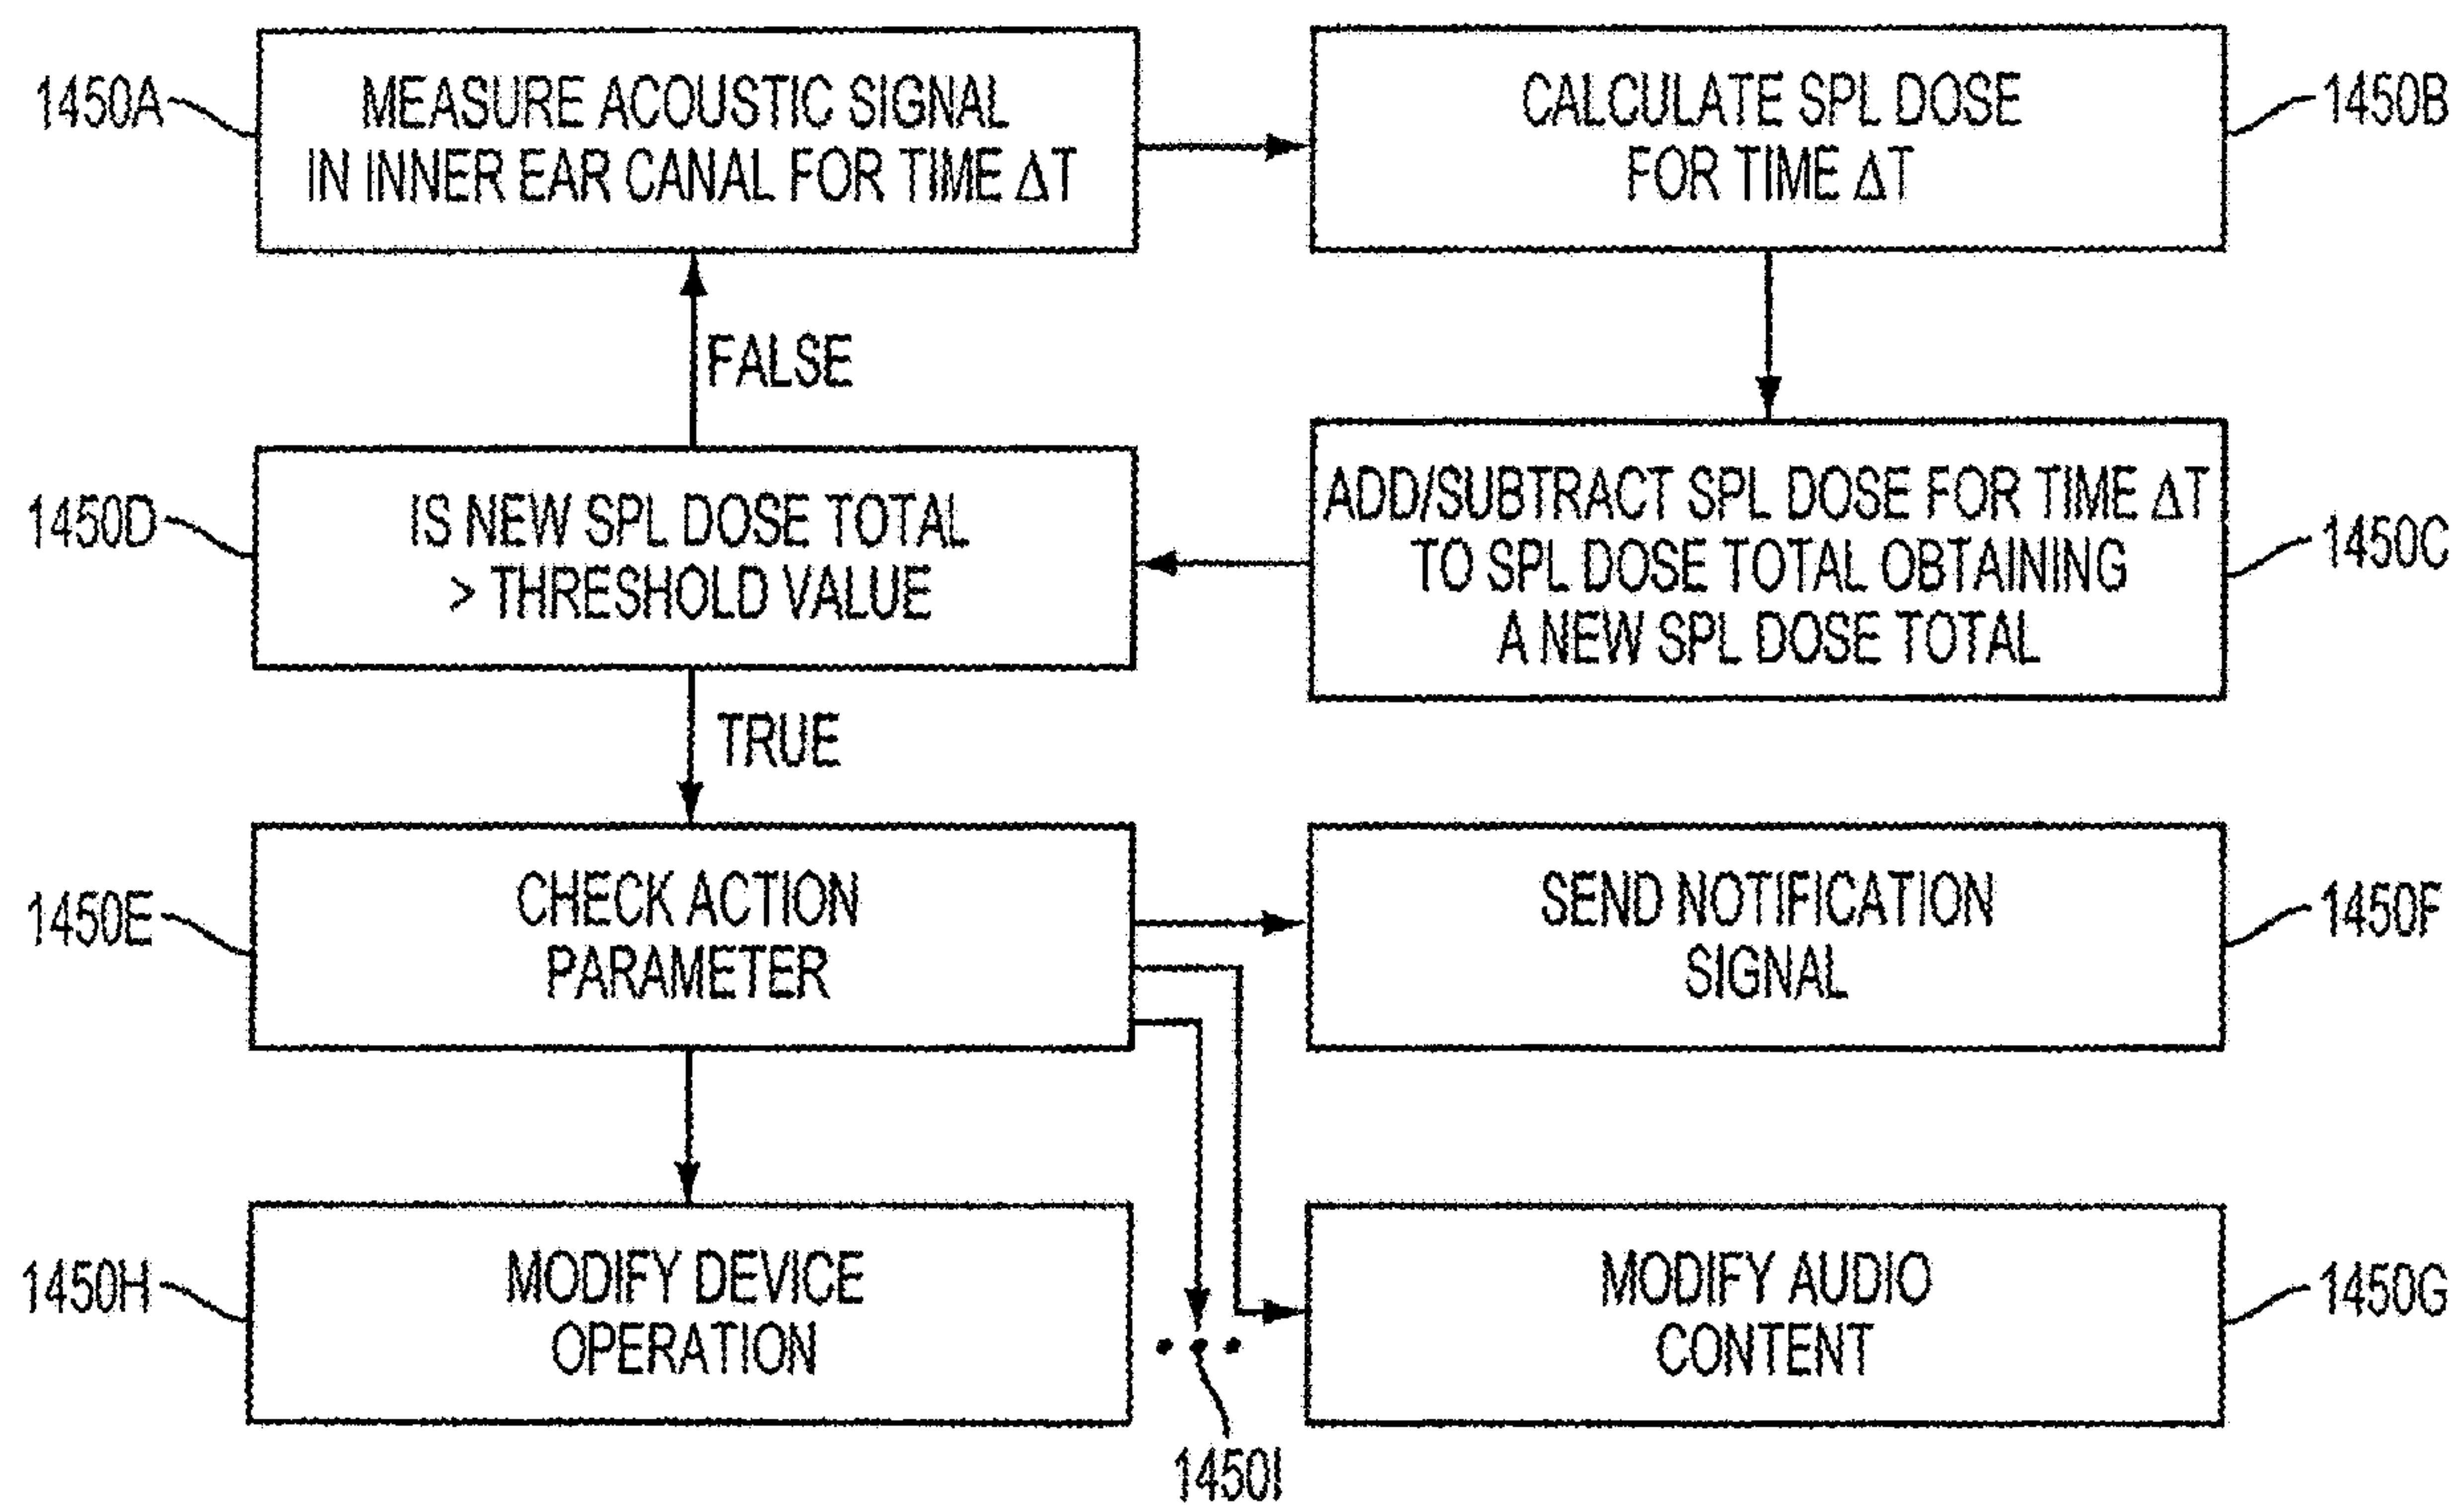 1450A
MEASURE ACOUSTIC SIGNAL
IN INNER EAR CANAL FOR TIME ΔT
CALCULATE SPL DOSE
FOR TIME ΔT
1450B
FALSE
1450D
IS NEW SPL DOSE TOTAL
> THRESHOLD VALUE
ADD/SUBTRACT SPL DOSE FOR TIME ΔT
TO SPL DOSE TOTAL OBTAINING
A NEW SPL DOSE TOTAL
1450C
TRUE
1450E
CHECK ACTION
PARAMETER
SEND NOTIFICATION
SIGNAL
1450F
1450H
MODIFY DEVICE
OPERATION
MODIFY AUDIO
CONTENT
1450G
1450I